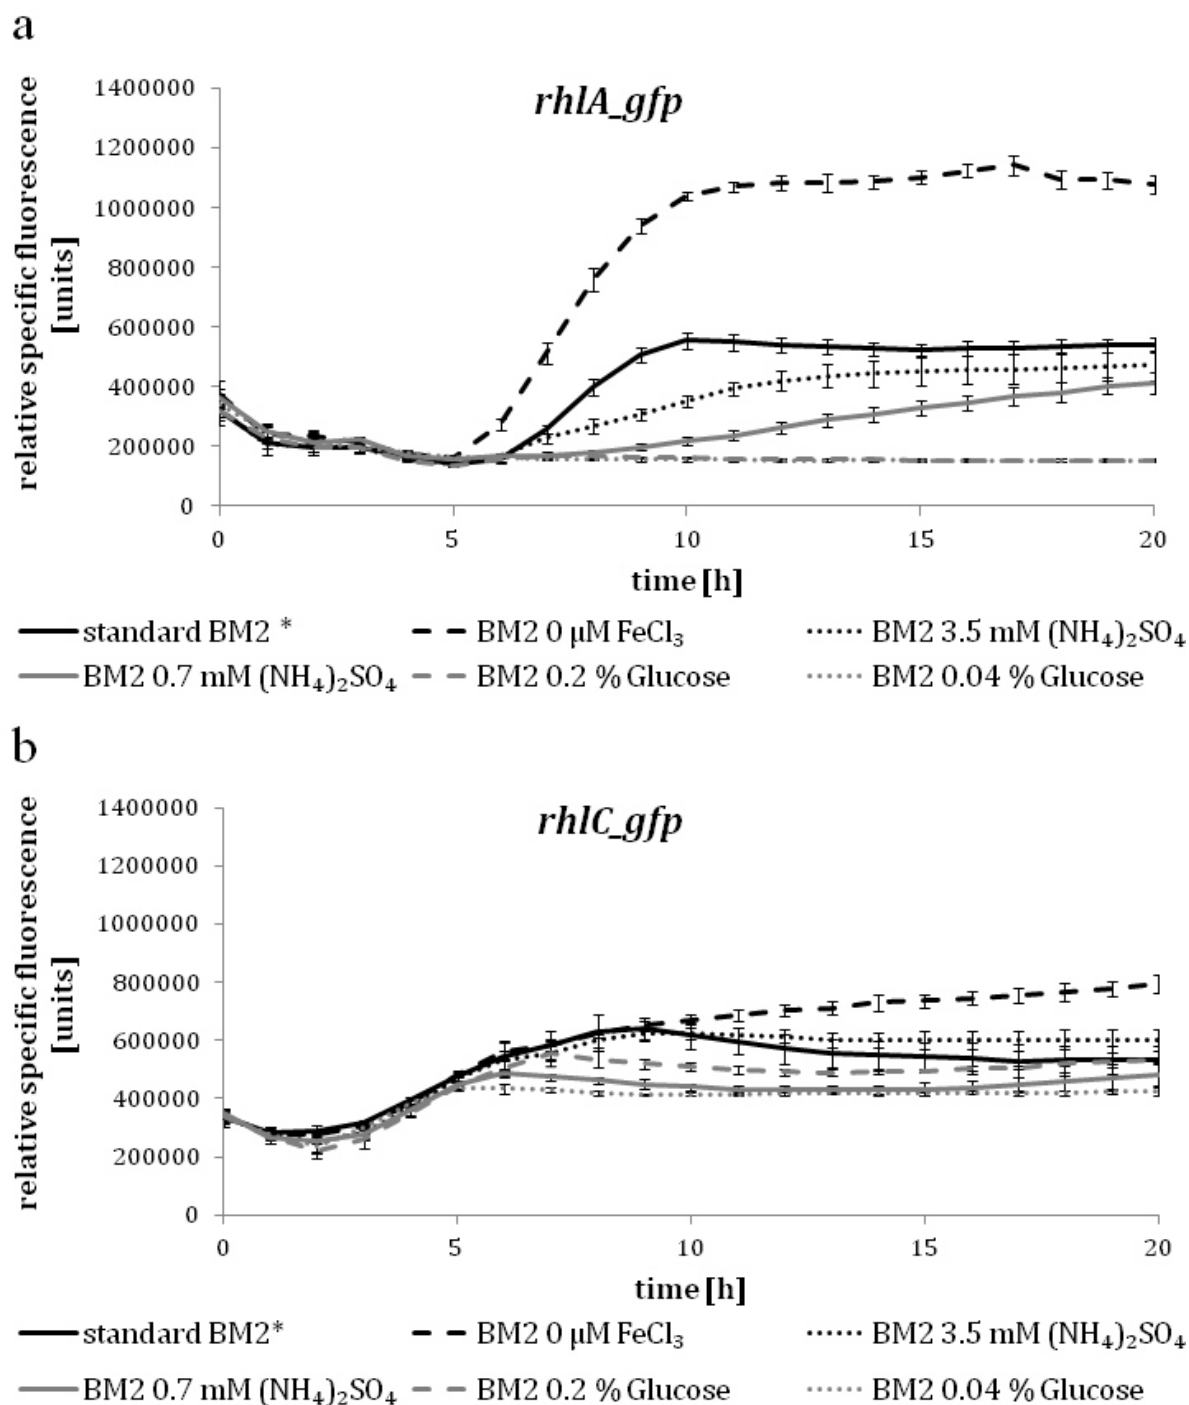 a
rhlA_gfp
relative specific fluorescence
[units]
1400000
1200000
1000000
800000
600000
400000
200000
0
0 5 10 15 20
time [h]
standard BM2 * BM2 0 µM FeCl₃ BM2 3.5 mM (NH₄)₂SO₄
BM2 0.7 mM (NH₄)₂SO₄ BM2 0.2 % Glucose BM2 0.04 % Glucose
b
rhlC_gfp
relative specific fluorescence
[units]
1400000
1200000
1000000
800000
600000
400000
200000
0
0 5 10 15 20
time [h]
standard BM2* BM2 0 µM FeCl₃ BM2 3.5 mM (NH₄)₂SO₄
BM2 0.7 mM (NH₄)₂SO₄ BM2 0.2 % Glucose BM2 0.04 % Glucose